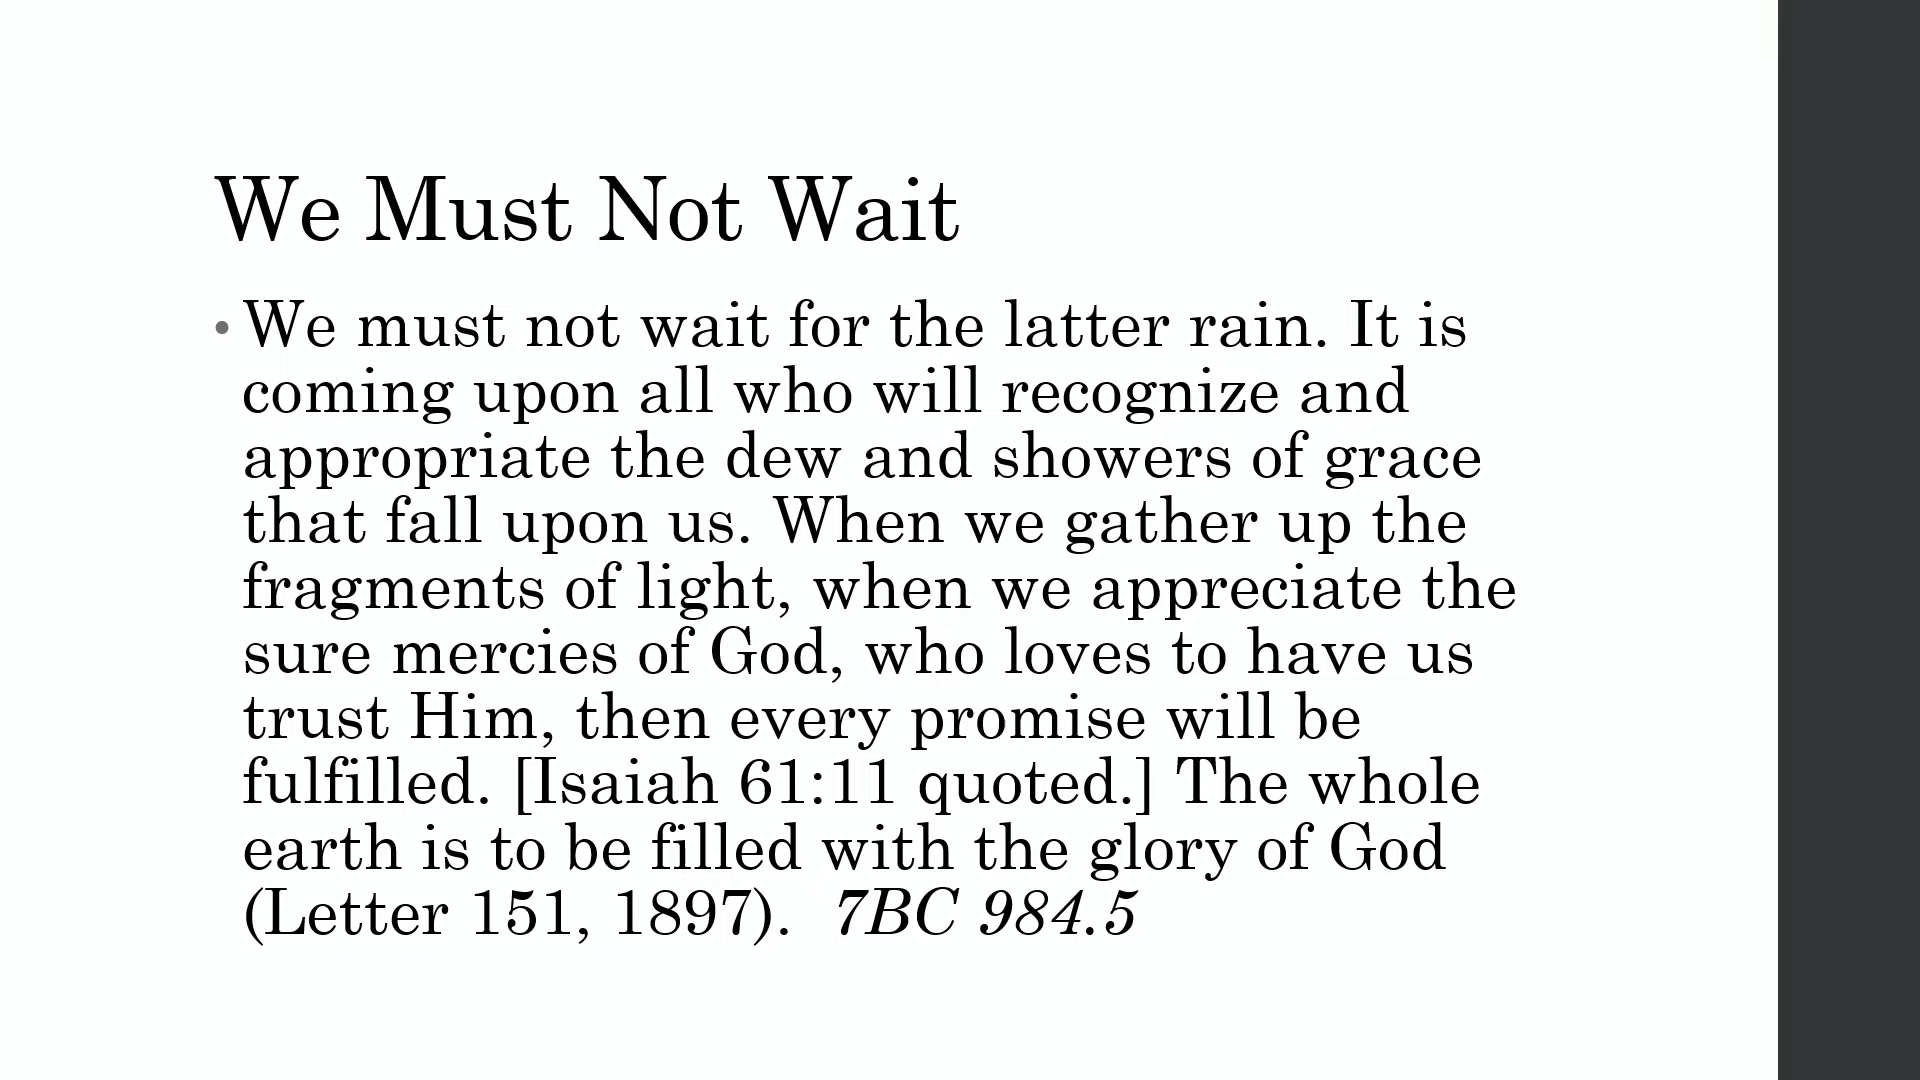 We Must Not Wait
• We must not wait for the latter rain. It is
coming upon all who will recognize and
appropriate the dew and showers of grace
that fall upon us. When we gather up the
fragments of light, when we appreciate the
sure mercies of God, who loves to have us
trust Him, then every promise will be
fulfilled. [Isaiah 61:11 quoted.] The whole
earth is to be filled with the glory of God
(Letter 151, 1897).  7BC 984.5